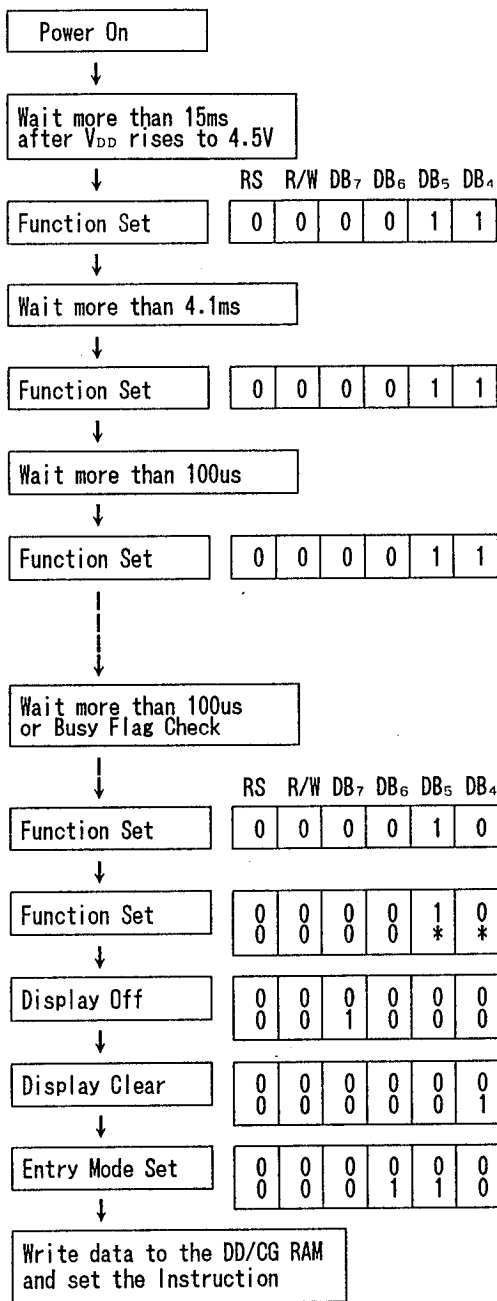 Power On
Wait more than 15ms
after VDD rises to 4.5V
RS R/W DB₇ DB₆ DB₅ DB₄
Function Set 0 0 0 0 1 1
Wait more than 4.1ms
Function Set 0 0 0 0 1 1
Wait more than 100us
Function Set 0 0 0 0 1 1
Wait more than 100us
or Busy Flag Check
RS R/W DB₇ DB₆ DB₅ DB₄
Function Set 0 0 0 0 1 0
Function Set 0 0 0 0 1 0
0 0 0 0 * *
Display Off 0 0 0 0 0 0
0 0 1 0 0 0
Display Clear 0 0 0 0 0 0
0 0 0 0 0 1
Entry Mode Set 0 0 0 0 0 0
0 0 0 1 1 0
Write data to the DD/CG RAM
and set the Instruction